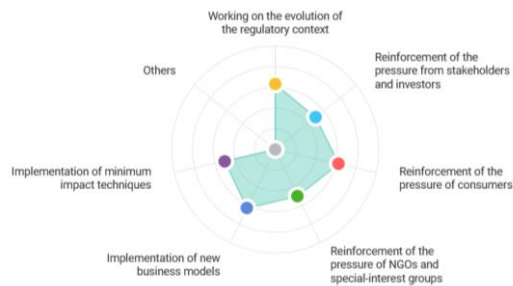 Working on the evolution of
the regulatory context
Reinforcement of the
pressure from stakeholders
and investors
Reinforcement of the
pressure of consumers
Reinforcement of the
pressure of NGOs and
special-interest groups
Implementation of new
business models
Implementation of minimum
impact techniques
Others